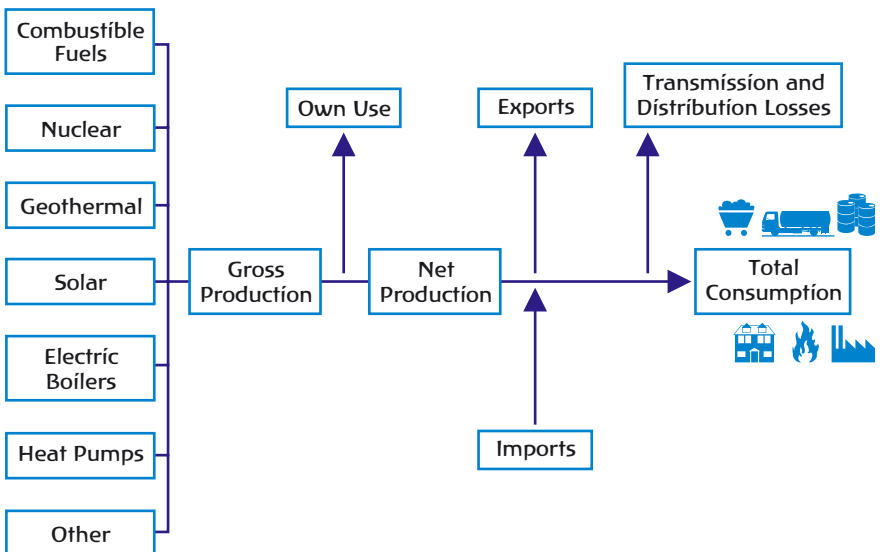 Combustible
Fuels
Nuclear
Geothermal
Solar
Electric
Boilers
Heat Pumps
Other
Gross
Production
Own Use
Net
Production
Exports
Imports
Transmission and
Distribution Losses
Total
Consumption